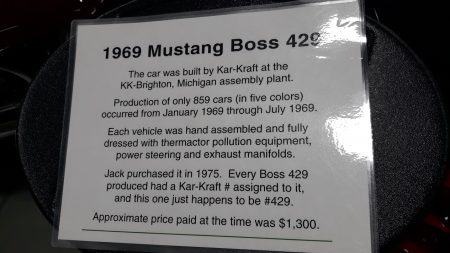 1969 Mustang Boss 429
The car was built by Kar-Kraft at the
KK-Brighton, Michigan assembly plant.
Production of only 859 cars (in five colors)
occurred from January 1969 through July 1969.
Each vehicle was hand assembled and fully
dressed with thermactor pollution equipment,
power steering and exhaust manifolds.
Jack purchased it in 1975. Every Boss 429
produced had a Kar-Kraft # assigned to it,
and this one just happens to be #429.
Approximate price paid at the time was $1,300.